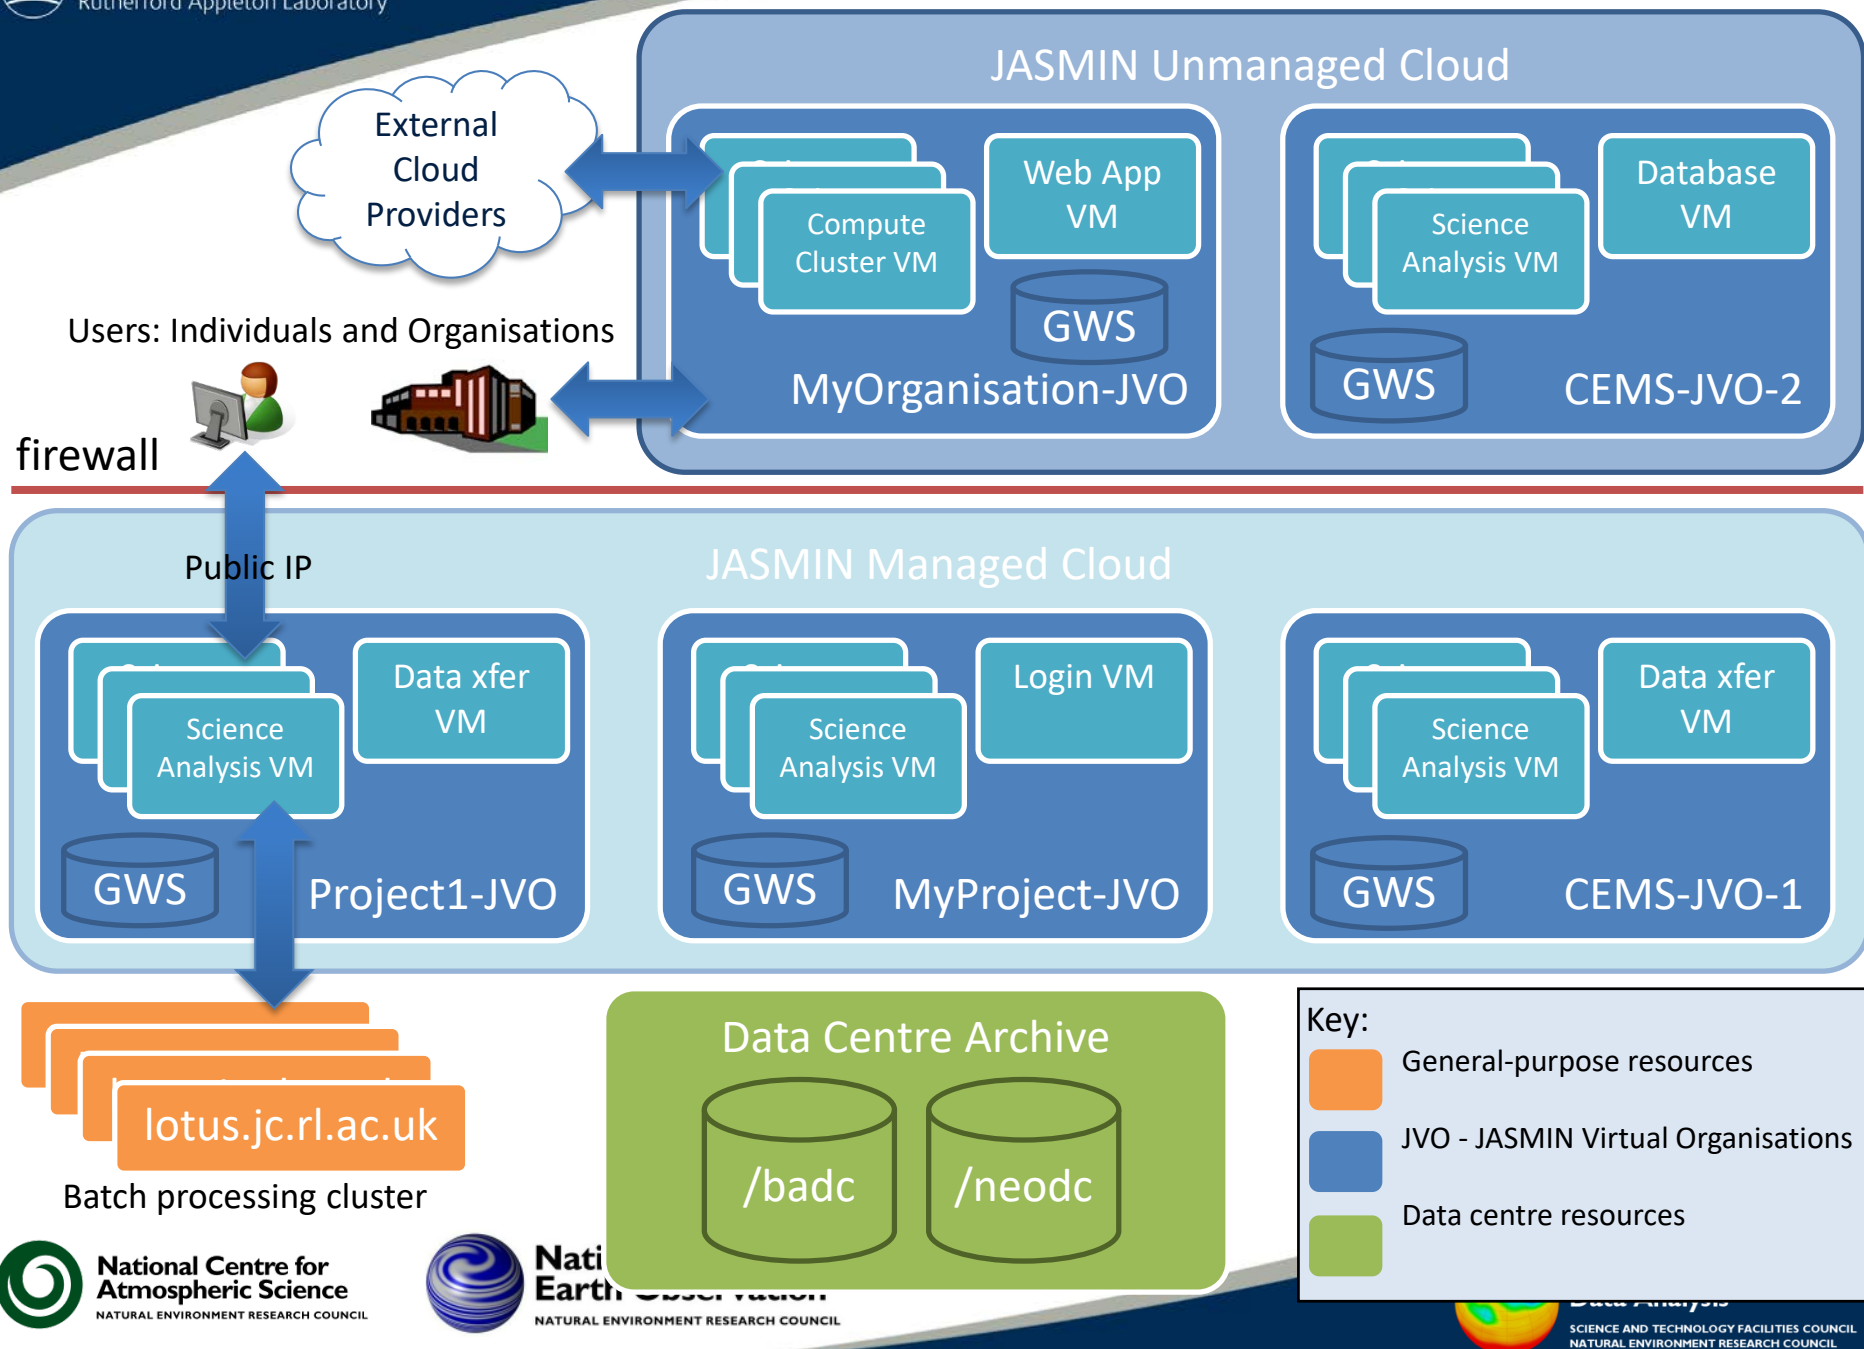 Rutherford Appleton Laboratory
JASMIN Unmanaged Cloud
External
Cloud
Providers
Compute
Cluster VM
Web App
VM
GWS
MyOrganisation-JVO
Science
Analysis VM
Database
VM
GWS
CEMS-JVO-2
Users: Individuals and Organisations
firewall
Public IP
JASMIN Managed Cloud
Science
Analysis VM
Data xfer
VM
GWS
Project1-JVO
Science
Analysis VM
Login VM
GWS
MyProject-JVO
Science
Analysis VM
Data xfer
VM
GWS
CEMS-JVO-1
lotus.jc.rl.ac.uk
Batch processing cluster
Data Centre Archive
/badc
/neodc
Key:
General-purpose resources
JVO - JASMIN Virtual Organisations
Data centre resources
National Centre for
Atmospheric Science
NATURAL ENVIRONMENT RESEARCH COUNCIL
Earth Observation
NATURAL ENVIRONMENT RESEARCH COUNCIL
Data Analysis
SCIENCE AND TECHNOLOGY FACILITIES COUNCIL
NATURAL ENVIRONMENT RESEARCH COUNCIL